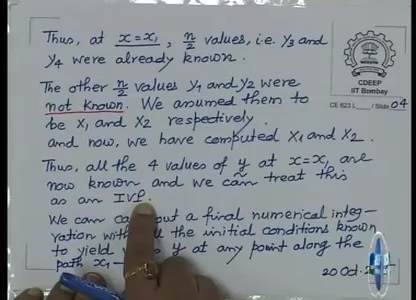 Thus, at x = x₁, n/2 values, i.e. y₃ and
y₄ were already known.
The other n/2 values y₁ and y₂ were
not known. We assumed them to
be X₁ and X₂ respectively.
and now, we have computed X₁ and X₂.
Thus, all the 4 values of y at x = x₁ are
now known and we can treat this
as an IVP.
We can out a final numerical integ-
ration with all the initial conditions known
to yield y at any point along the
path x₁
CDEEP
IIT Bombay
CE 623 L / Slide 04
20 Oct.